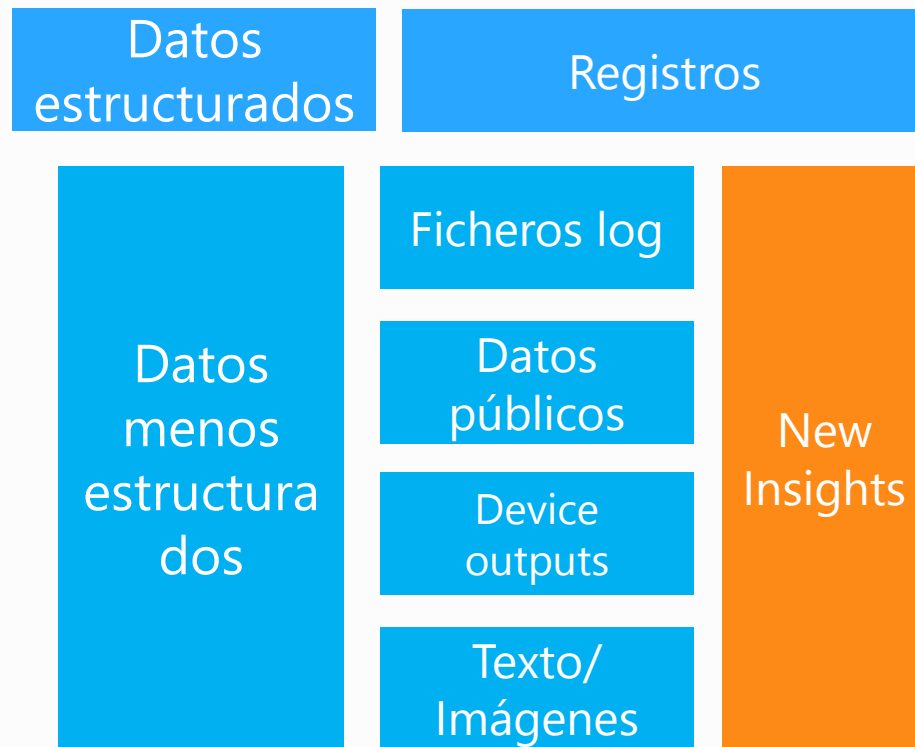 Datos
estructurados
Registros
Datos
menos
estructura
dos
Ficheros log
Datos
públicos
Device
outputs
Texto/
Imágenes
New
Insights